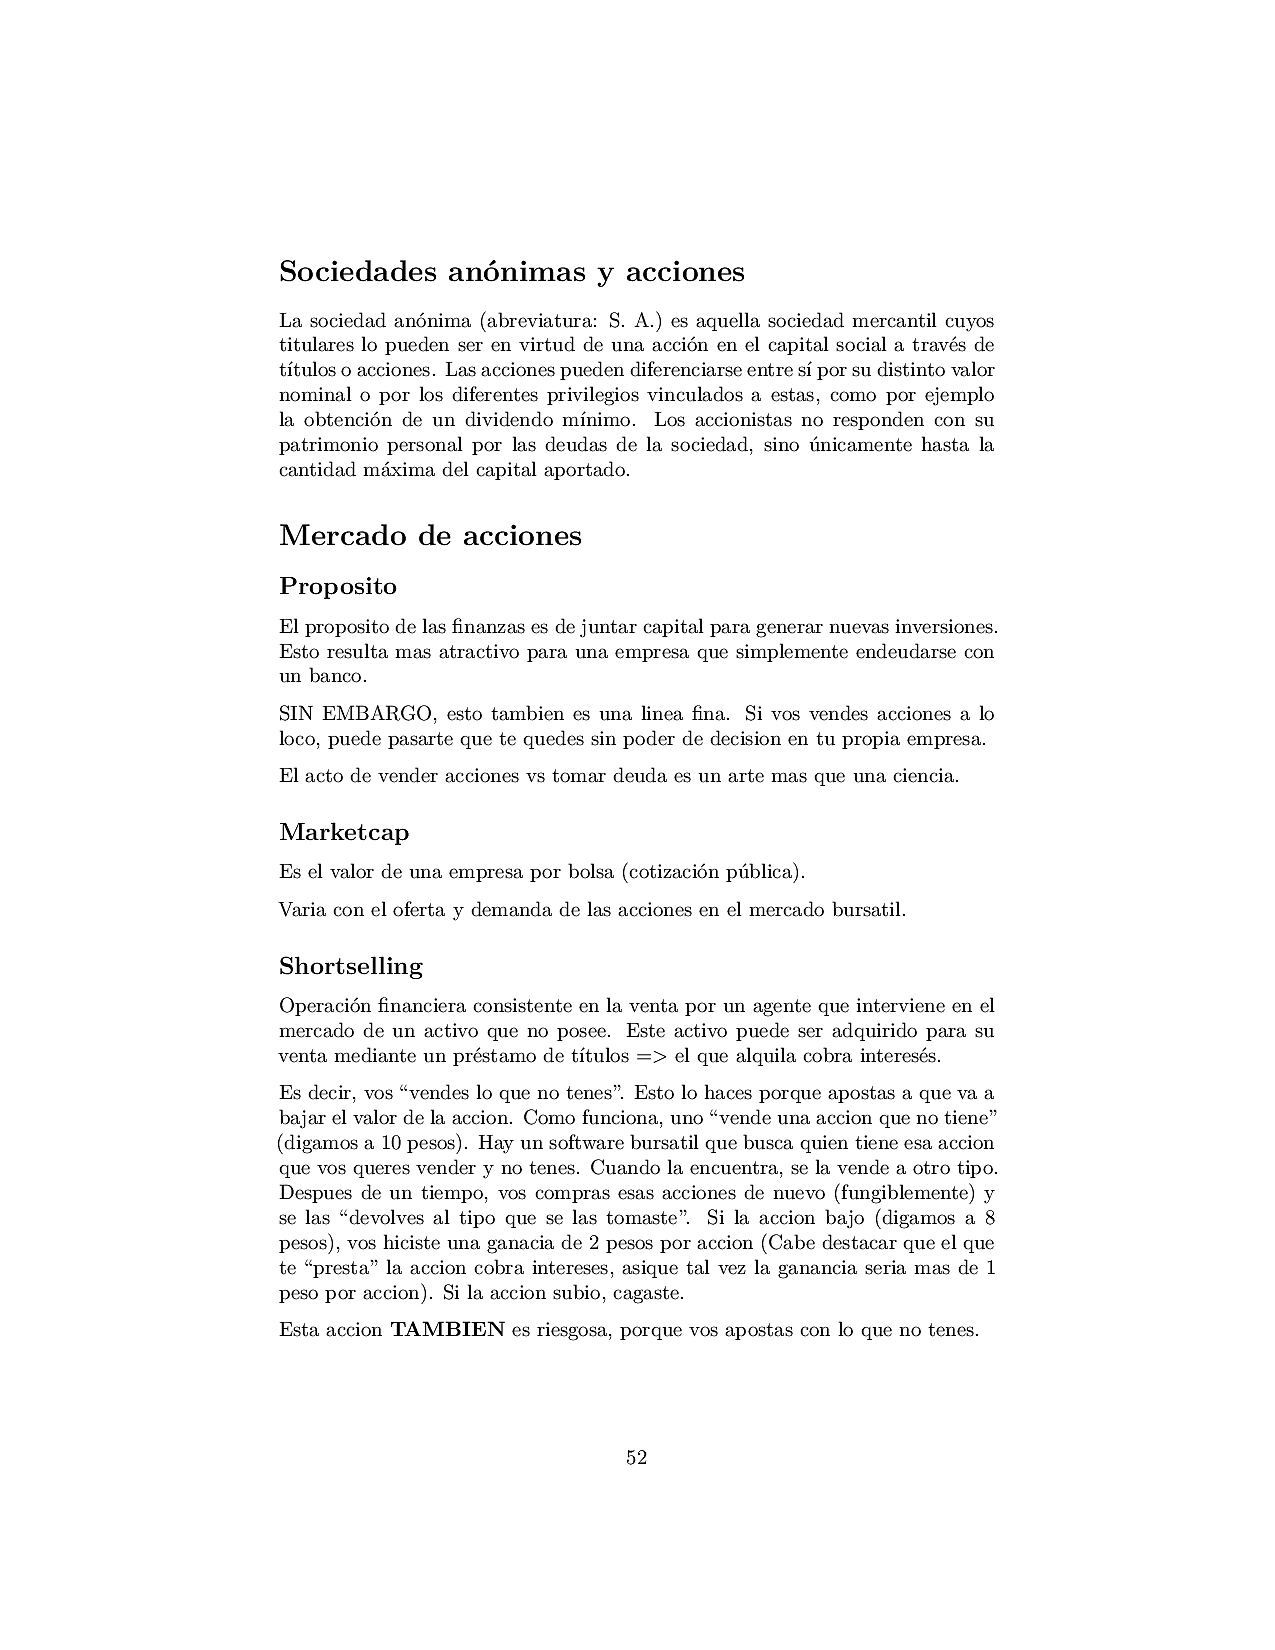 Sociedades anónimas y acciones
La sociedad anónima (abreviatura: S. A.) es aquella sociedad mercantil cuyos
titulares lo pueden ser en virtud de una acción en el capital social a través de
títulos o acciones. Las acciones pueden diferenciarse entre sí por su distinto valor
nominal o por los diferentes privilegios vinculados a estas, como por ejemplo
la obtención de un dividendo mínimo. Los accionistas no responden con su
patrimonio personal por las deudas de la sociedad, sino únicamente hasta la
cantidad máxima del capital aportado.
Mercado de acciones
Proposito
El proposito de las finanzas es de juntar capital para generar nuevas inversiones.
Esto resulta mas atractivo para una empresa que simplemente endeudarse con
un banco.
SIN EMBARGO, esto tambien es una linea fina. Si vos vendes acciones a lo
loco, puede pasarte que te quedes sin poder de decision en tu propia empresa.
El acto de vender acciones vs tomar deuda es un arte mas que una ciencia.
Marketcap
Es el valor de una empresa por bolsa (cotización pública).
Varia con el oferta y demanda de las acciones en el mercado bursatil.
Shortselling
Operación financiera consistente en la venta por un agente que interviene en el
mercado de un activo que no posee. Este activo puede ser adquirido para su
venta mediante un préstamo de títulos => el que alquila cobra interesés.
Es decir, vos “vendes lo que no tenes”. Esto lo haces porque apostas a que va a
bajar el valor de la accion. Como funciona, uno “vende una accion que no tiene”
(digamos a 10 pesos). Hay un software bursatil que busca quien tiene esa accion
que vos queres vender y no tenes. Cuando la encuentra, se la vende a otro tipo.
Despues de un tiempo, vos compras esas acciones de nuevo (fungiblemente) y
se las “devolves al tipo que se las tomaste”. Si la accion bajo (digamos a 8
pesos), vos hiciste una ganacia de 2 pesos por accion (Cabe destacar que el que
te “presta” la accion cobra intereses, asique tal vez la ganancia seria mas de 1
peso por accion). Si la accion subio, cagaste.
Esta accion TAMBIEN es riesgosa, porque vos apostas con lo que no tenes.
52